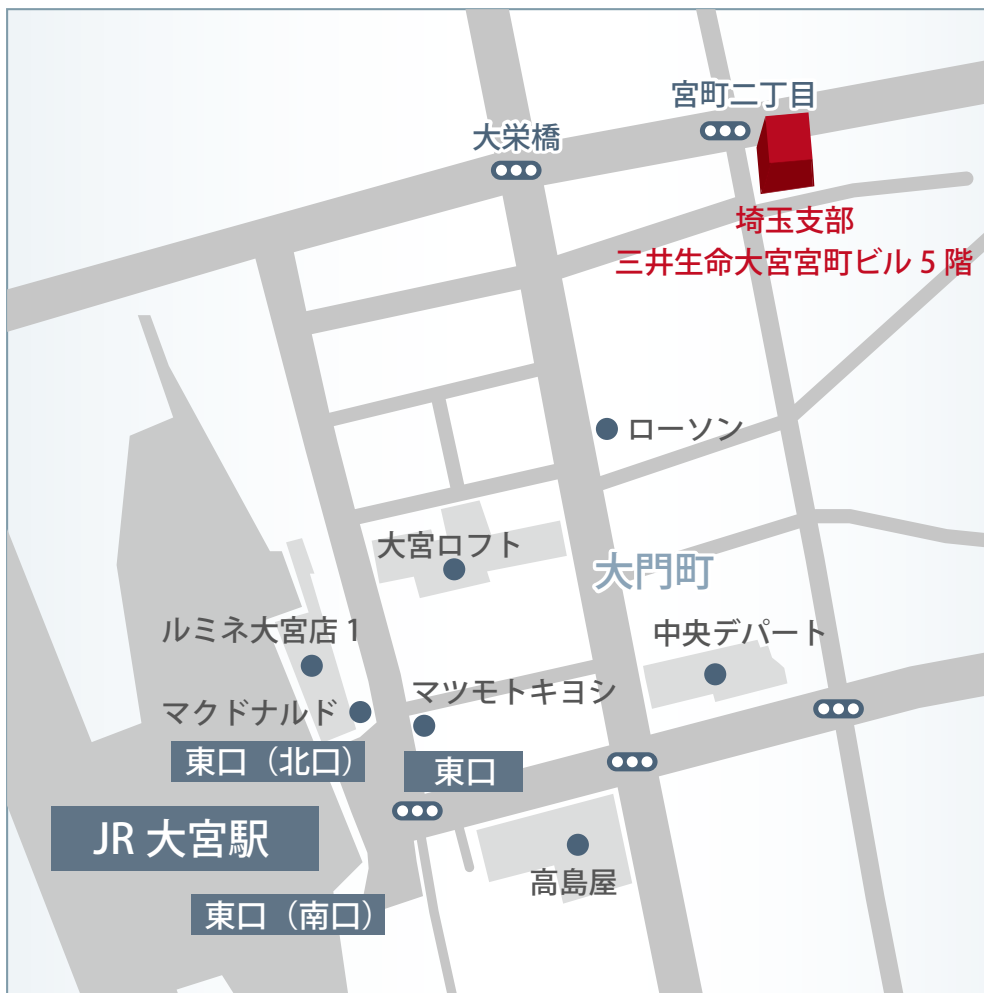 宮町二丁目
大栄橋
埼玉支部
三井生命大宮宮町ビル 5 階
ローソン
大宮ロフト
大門町
ルミネ大宮店 1
中央デパート
マツモトキヨシ
マクドナルド
東口（北口）
東口
JR 大宮駅
高島屋
東口（南口）